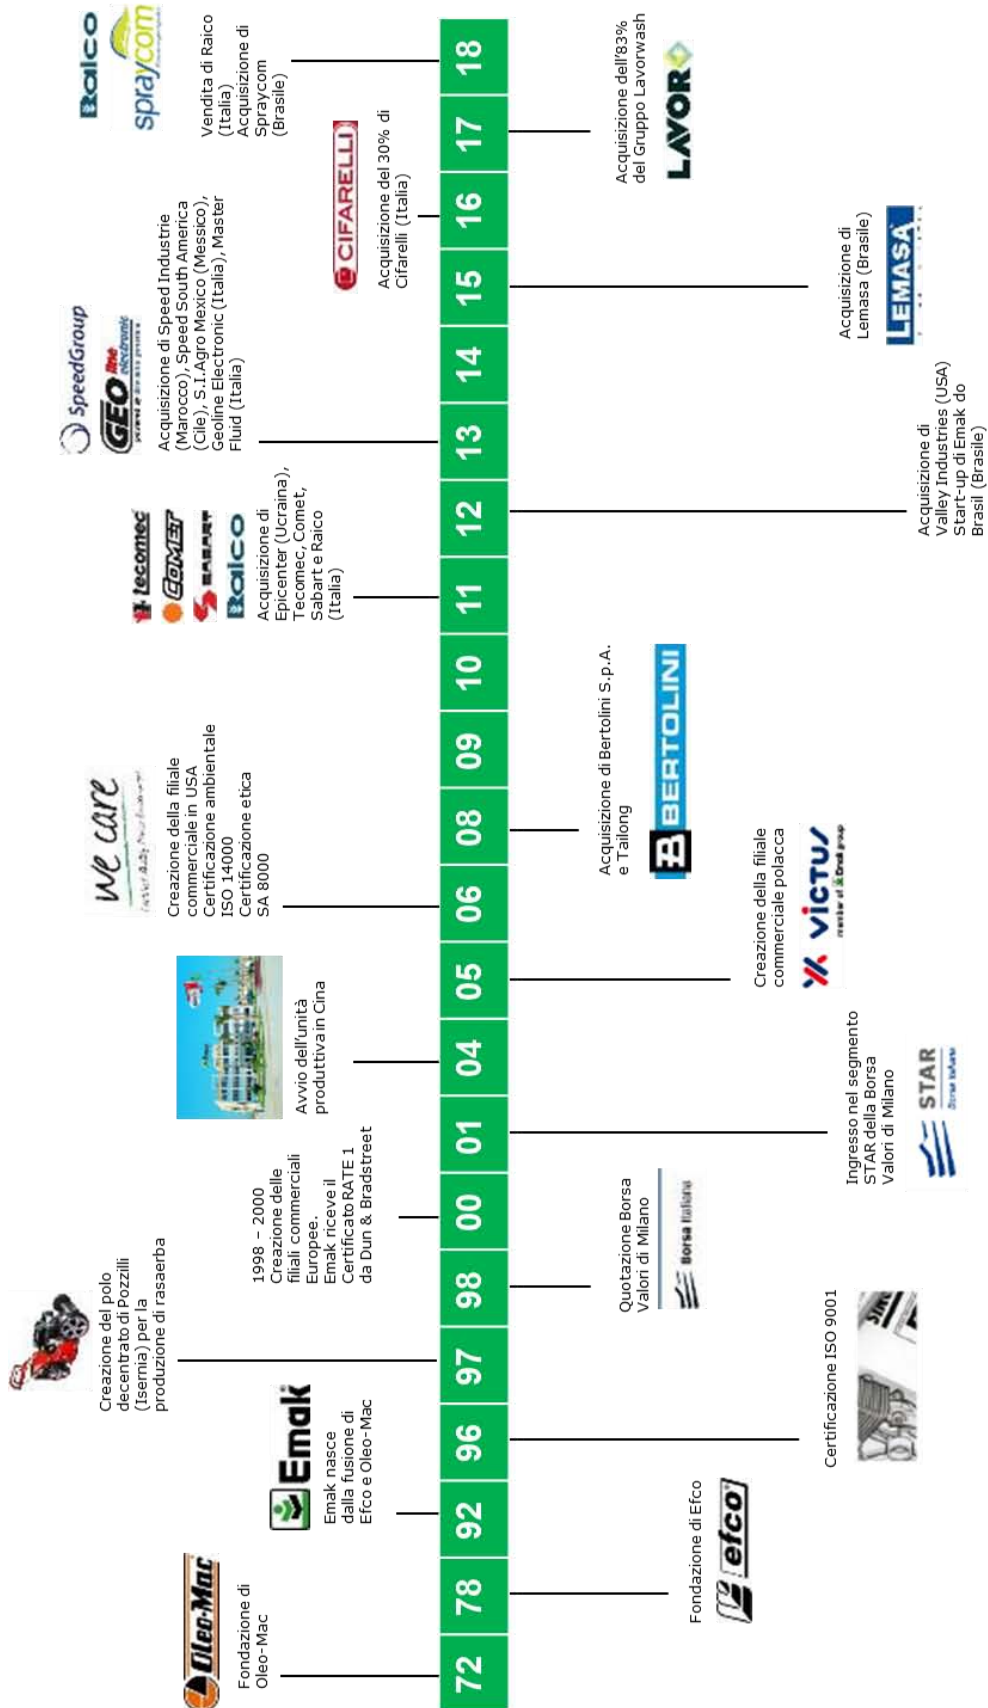 72
Fondazione di
Oleo-Mac
Oleo-Mac
78
Fondazione di Efco
efco
92
Emak
Emak nasce
dalla fusione di
Efco e Oleo-Mac
96
Certificazione ISO 9001
97
Creazione del polo
decentrato di Pozzilli
(Isernia) per la
produzione di rasaerba
98
Quotazione Borsa
Valori di Milano
Borsa Italiana
00
1998 – 2000
Creazione delle
filiali commerciali
Europee.
Emak riceve il
Certificato RATE 1
da Dun & Bradstreet
01
Ingresso nel segmento
STAR della Borsa
Valori di Milano
STAR
Borsa Italiana
04
Avvio dell'unità
produttiva in Cina
05
Creazione della filiale
commerciale polacca
VICTUS
member of Emak group
06
we care
Creazione della filiale
commerciale in USA
Certificazione ambientale
ISO 14000
Certificazione etica
SA 8000
08
Acquisizione di Bertolini S.p.A.
e Tailong
BERTOLINI
09
10
11
tecomec
COMET
SABART
Raico
Acquisizione di
Epicenter (Ucraina),
Tecomec, Comet,
Sabart e Raico
(Italia)
12
Acquisizione di
Valley Industries (USA)
Start-up di Emak do
Brasil (Brasile)
13
SpeedGroup
GEOline
electronic
Acquisizione di Speed Industrie
(Marocco), Speed South America
(Cile), S.I.Agro Mexico (Messico),
Geoline Electronic (Italia), Master
Fluid (Italia)
14
15
Acquisizione di
Lemasa (Brasile)
LEMASA
16
CIFARELLI
Acquisizione del 30% di
Cifarelli (Italia)
17
Acquisizione dell'83%
del Gruppo Lavorwash
LAVOR
18
Raico
spraycom
Vendita di Raico
(Italia)
Acquisizione di
Spraycom
(Brasile)